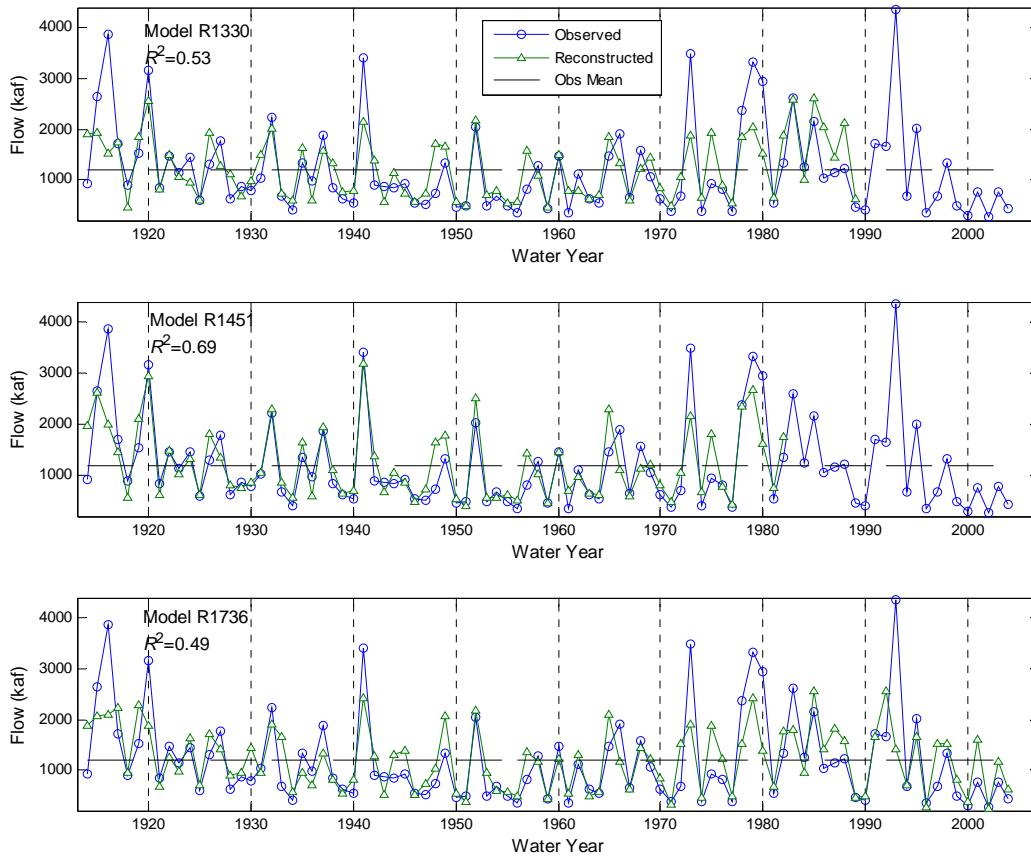 Model R1330
R²=0.53
Observed
Reconstructed
Obs Mean
Flow (kaf)
4000
3000
2000
1000
1920 1930 1940 1950 1960 1970 1980 1990 2000
Water Year
Model R1451
R²=0.69
Flow (kaf)
4000
3000
2000
1000
1920 1930 1940 1950 1960 1970 1980 1990 2000
Water Year
Model R1736
R²=0.49
Flow (kaf)
4000
3000
2000
1000
1920 1930 1940 1950 1960 1970 1980 1990 2000
Water Year